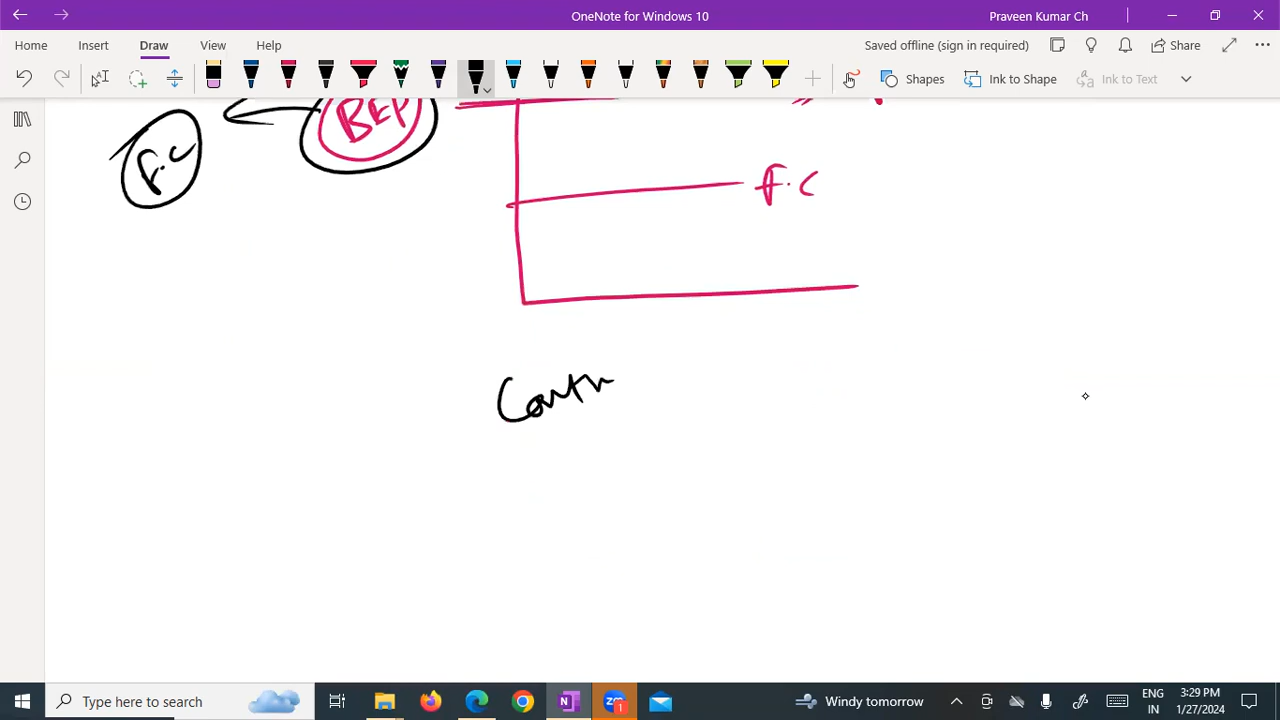 OneNote for Windows 10
Praveen Kumar Ch
Home Insert Draw View Help
Saved offline (sign in required)
Share
Shapes
Ink to Shape
Ink to Text
BEP
F.C
F.C
Contr
Type here to search
Windy tomorrow
ENG
IN
3:29 PM
1/27/2024
zm
1